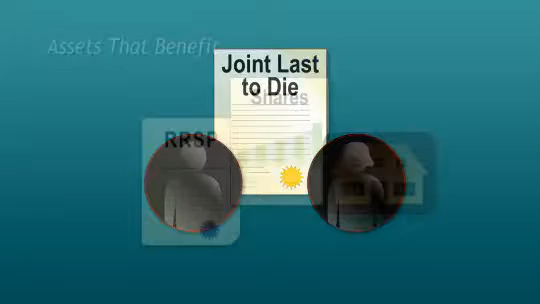 Assets That Benefit
Joint Last
to Die
Shares
RRSP